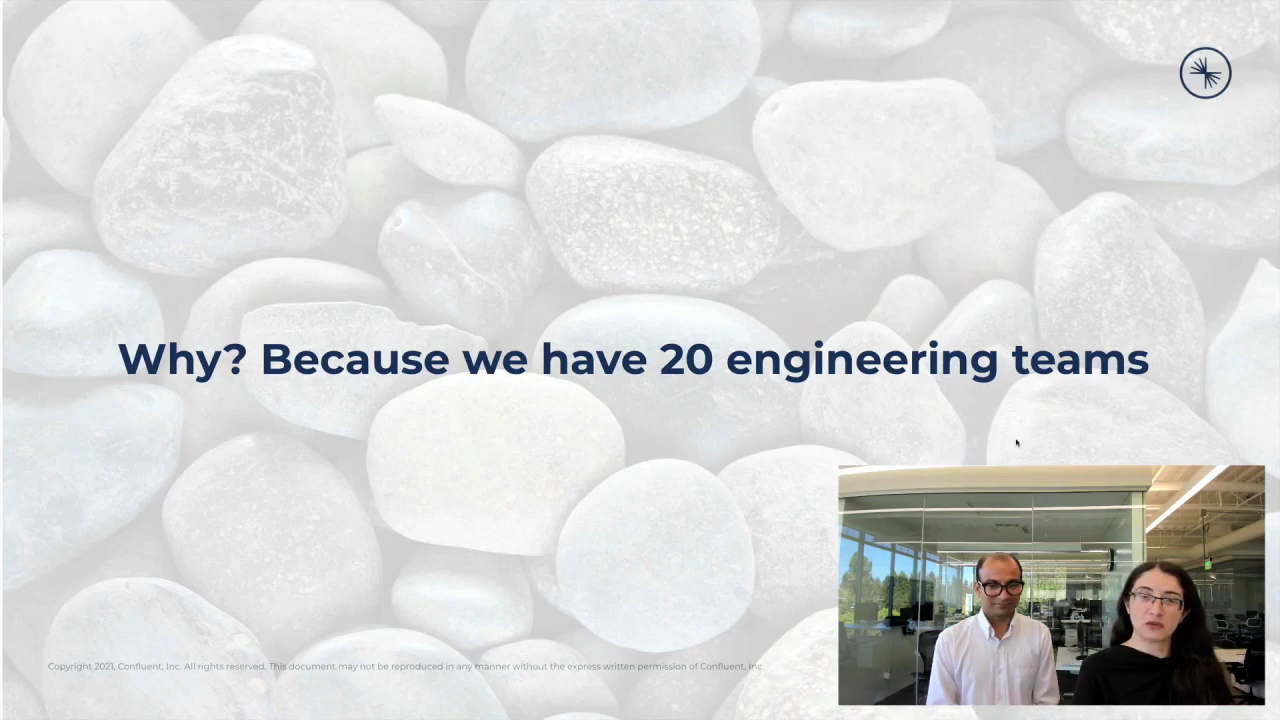 Why? Because we have 20 engineering teams
Copyright 2021, Confluent, Inc. All rights reserved. This document may not be reproduced in any manner without the express written permission of Confluent, Inc.